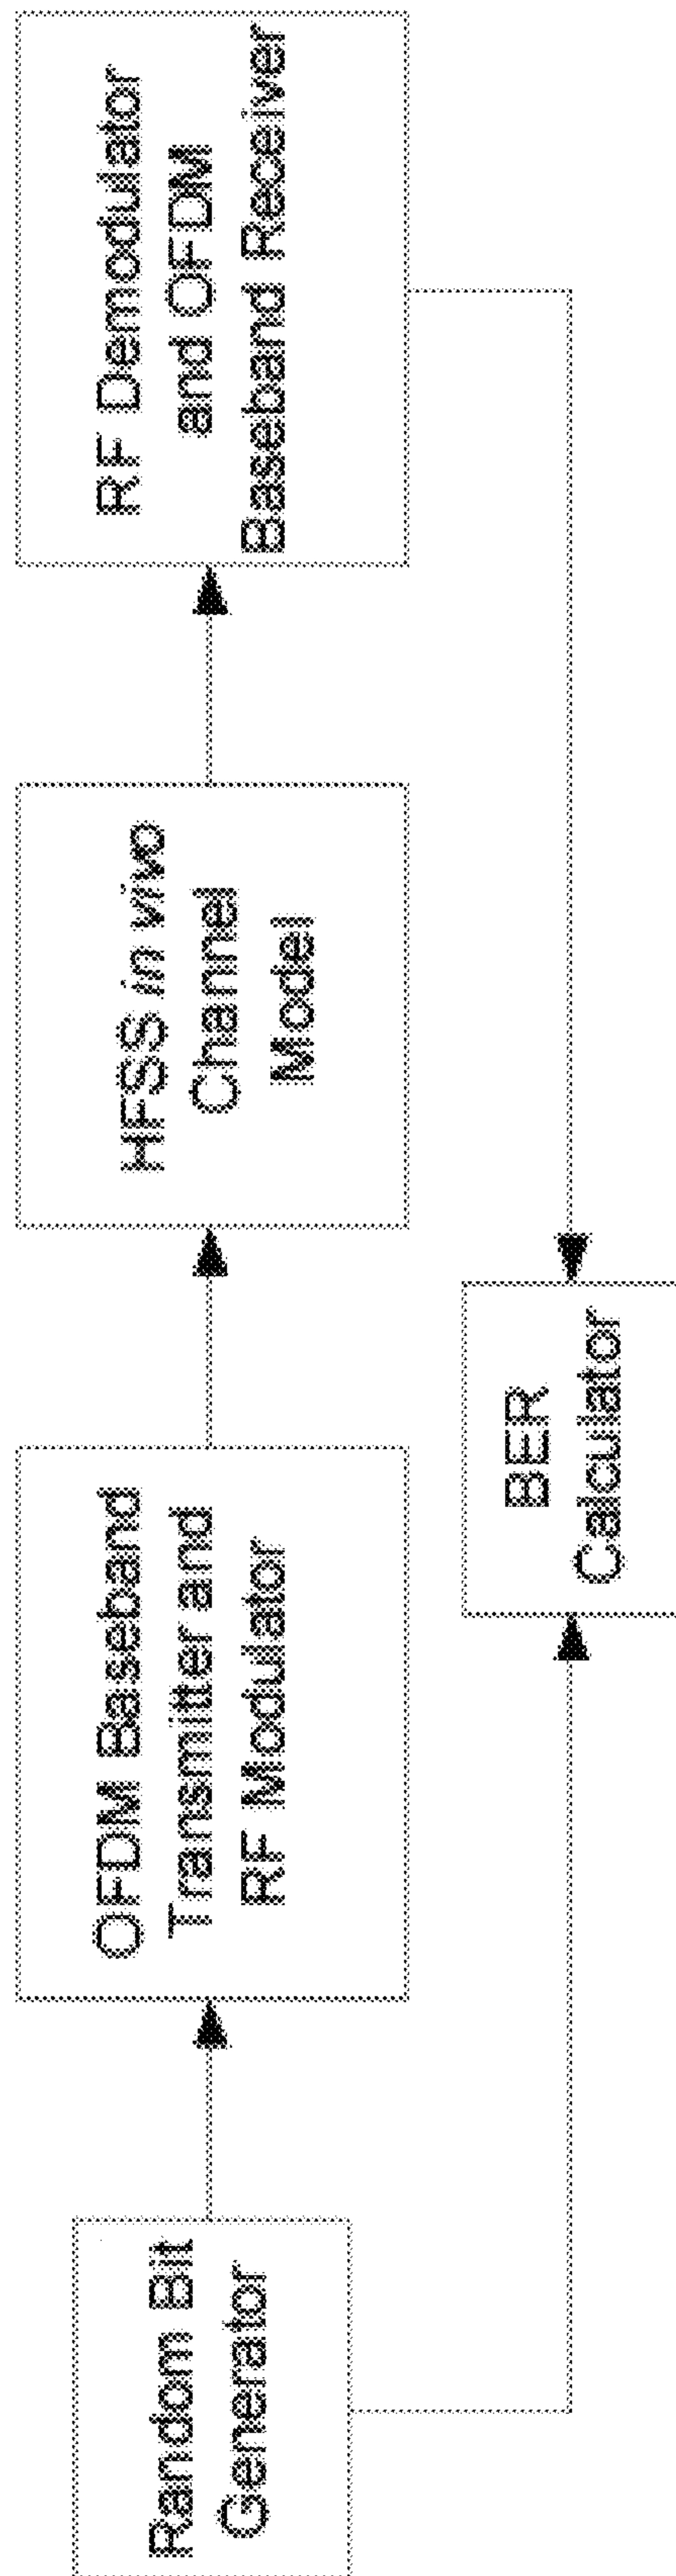 Random Bit
Generator
OFDM Baseband
Transmitter and
RF Modulator
HFSS in vivo
Channel
Model
RF Demodulator
and OFDM
Baseband Receiver
BER
Calculator